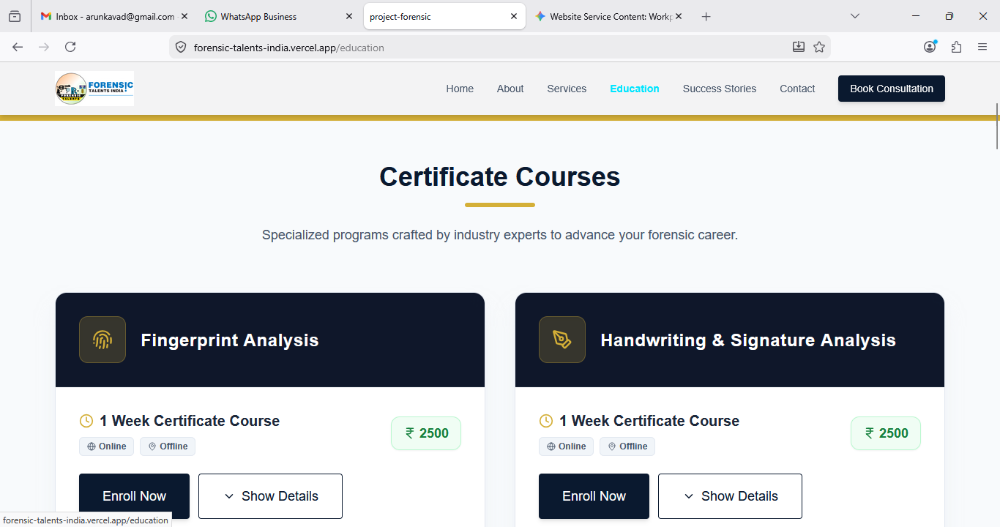 Inbox - arunkavad@gmail.com
WhatsApp Business
project-forensic
Website Service Content: Workp
forensic-talents-india.vercel.app/education
FORENSIC
TALENTS INDIA
FORENSIC
TALENTS
Home
About
Services
Education
Success Stories
Contact
Book Consultation
Certificate Courses
Specialized programs crafted by industry experts to advance your forensic career.
Fingerprint Analysis
Handwriting & Signature Analysis
1 Week Certificate Course
Online
Offline
₹ 2500
1 Week Certificate Course
Online
Offline
₹ 2500
Enroll Now
Show Details
Enroll Now
Show Details
forensic-talents-india.vercel.app/education